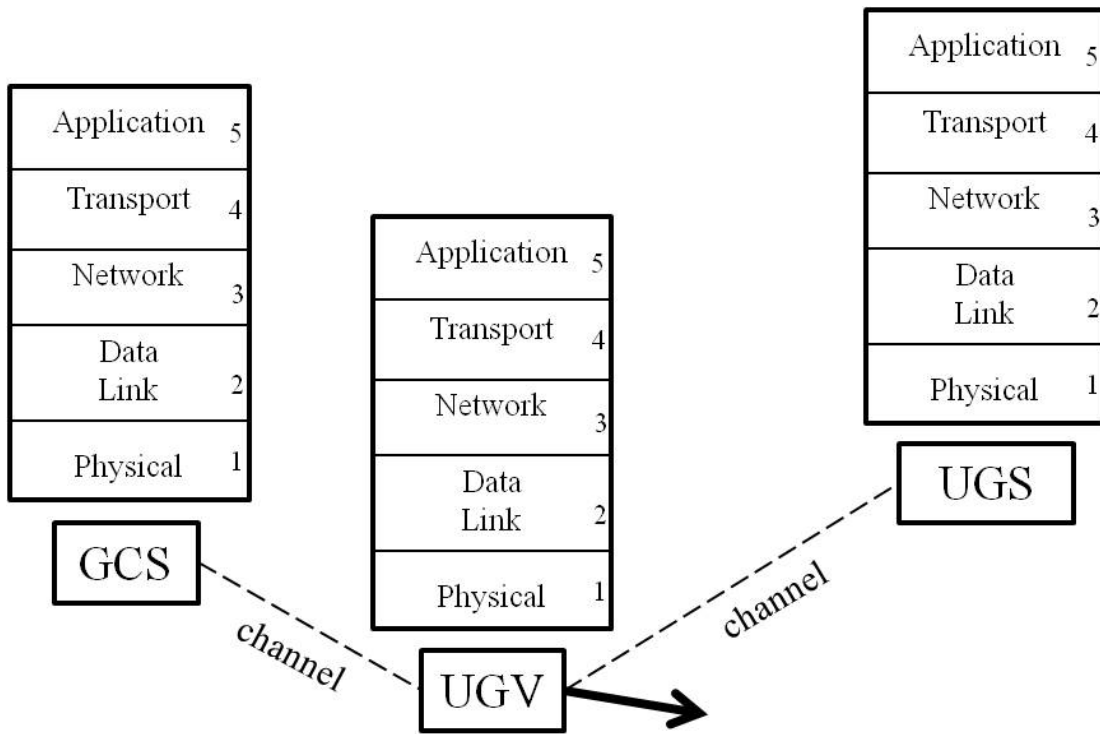 Application 5
Transport 4
Network 3
Data
Link 2
Physical 1
GCS
channel
Application 5
Transport 4
Network 3
Data
Link 2
Physical 1
UGV
channel
Application 5
Transport 4
Network 3
Data
Link 2
Physical 1
UGS